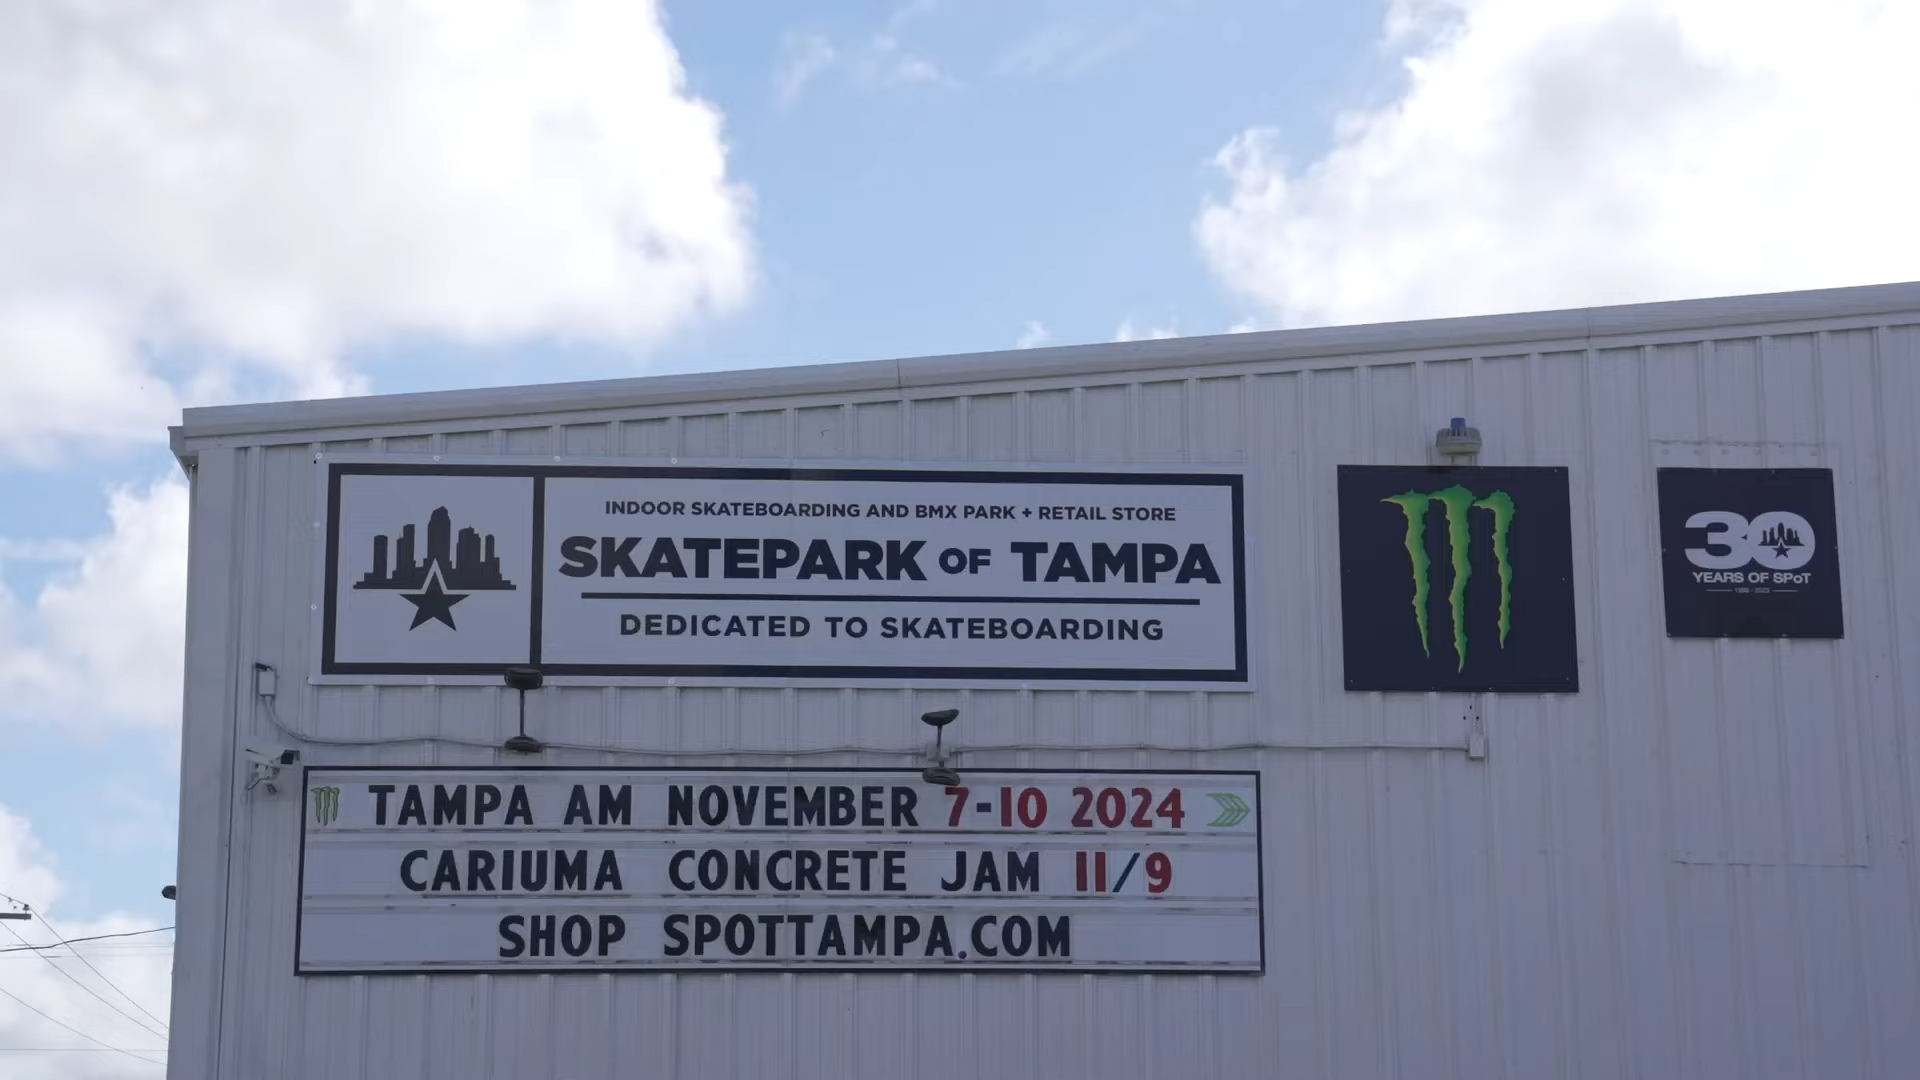 INDOOR SKATEBOARDING AND BMX PARK + RETAIL STORE
SKATEPARK OF TAMPA
DEDICATED TO SKATEBOARDING
30
YEARS OF SPoT
TAMPA AM NOVEMBER 7-10 2024
CARIUMA CONCRETE JAM 11/9
SHOP SPOTTAMPA.COM